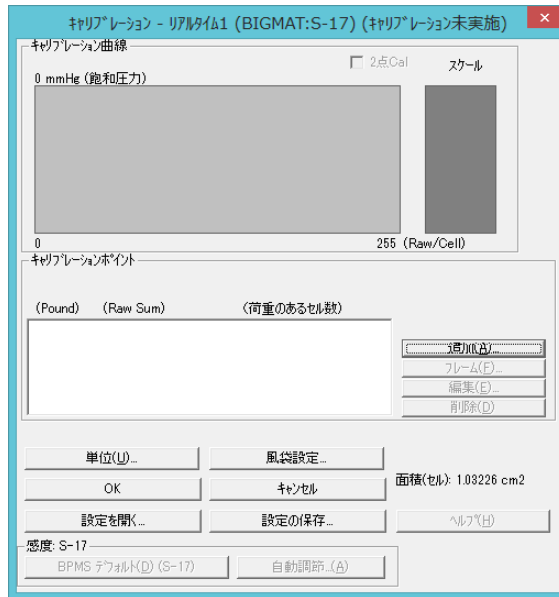 ｷｬﾘﾌﾞﾚｰｼｮﾝ - ﾘｱﾙﾀｲﾑ1 (BIGMAT:S-17) (ｷｬﾘﾌﾞﾚｰｼｮﾝ未実施)
ｷｬﾘﾌﾞﾚｰｼｮﾝ曲線
2点Cal
ｽｹｰﾙ
0 mmHg (飽和圧力)
0
255 (Raw/Cell)
ｷｬﾘﾌﾞﾚｰｼｮﾝﾎﾟｲﾝﾄ
(Pound) (Raw Sum) (荷重のあるｾﾙ数)
追加(A)...
ﾌﾚｰﾑ(F)...
編集(E)...
削除(D)
単位(U)...
風袋設定...
OK
ｷｬﾝｾﾙ
面積(ｾﾙ): 1.03226 cm2
設定を開く...
設定の保存...
ﾍﾙﾌﾟ(H)
感度: S-17
BPMS ﾃﾞﾌｫﾙﾄ(D) (S-17)
自動調節...(A)